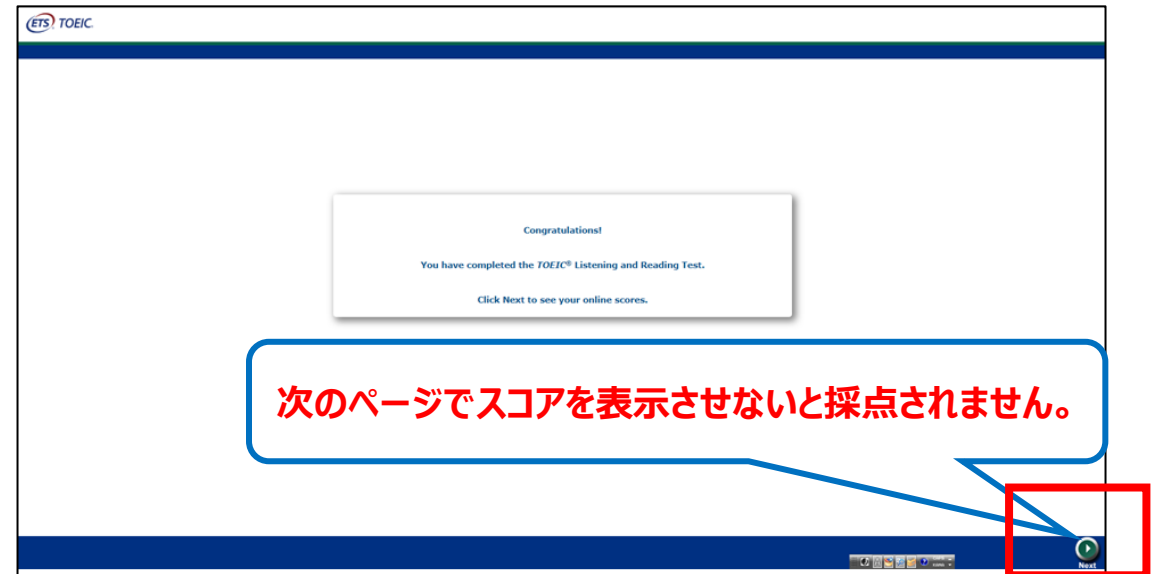 ETS TOEIC.
Congratulations!
You have completed the TOEIC® Listening and Reading Test.
Click Next to see your online scores.
次のページでスコアを表示させないと採点されません。
Next